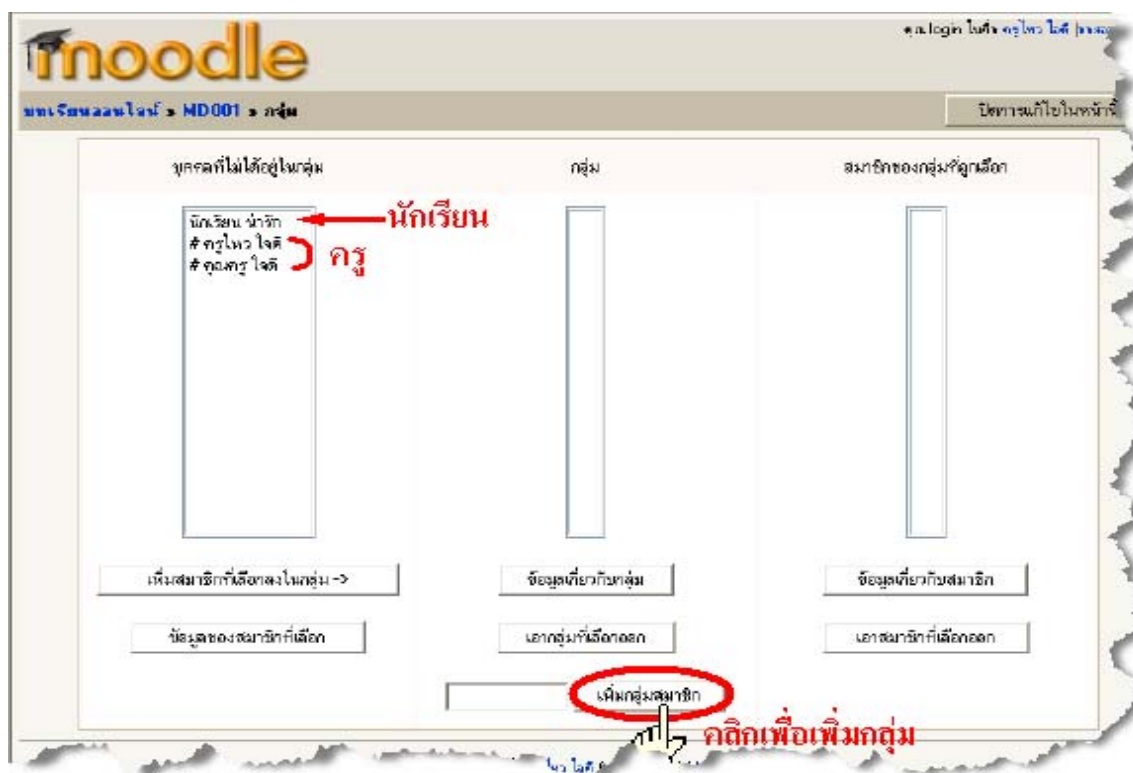 moodle
คุณ login ในชื่อ ครูไหว ใจดี
บทเรียนออนไลน์ » MD001 » กลุ่ม
ปิดการแก้ไขในหน้านี้
บุคคลที่ไม่ได้อยู่ในกลุ่ม
กลุ่ม
สมาชิกของกลุ่มที่ถูกเลือก
นักเรียน น่ารัก
นักเรียน
# ครูไหว ใจดี
# คุณครู ใจดี
ครู
เพิ่มสมาชิกที่เลือกลงในกลุ่ม ->
ข้อมูลเกี่ยวกับกลุ่ม
ข้อมูลเกี่ยวกับสมาชิก
ข้อมูลของสมาชิกที่เลือก
เอากลุ่มที่เลือกออก
เอาสมาชิกที่เลือกออก
เพิ่มกลุ่มสมาชิก
คลิกเพื่อเพิ่มกลุ่ม
ไหว ใจดี